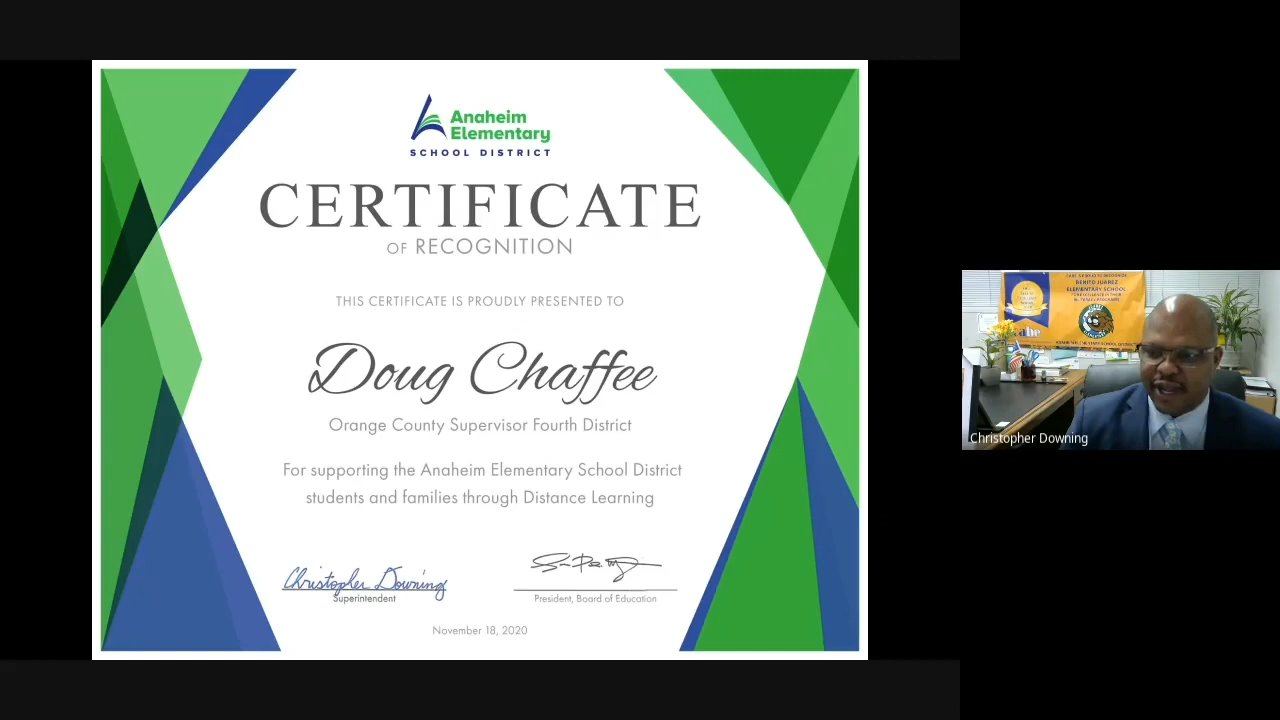 Anaheim
Elementary
SCHOOL DISTRICT
CERTIFICATE
OF RECOGNITION
THIS CERTIFICATE IS PROUDLY PRESENTED TO
Doug Chaffee
Orange County Supervisor Fourth District
For supporting the Anaheim Elementary School District
students and families through Distance Learning
Christopher Downing
Superintendent
President, Board of Education
November 18, 2020
BENITO JUAREZ
ELEMENTARY SCHOOL
Christopher Downing